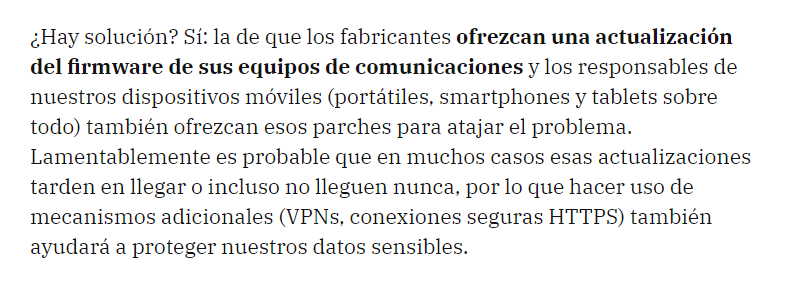 ¿Hay solución? Sí: la de que los fabricantes ofrezcan una actualización
del firmware de sus equipos de comunicaciones y los responsables de
nuestros dispositivos móviles (portátiles, smartphones y tablets sobre
todo) también ofrezcan esos parches para atajar el problema.
Lamentablemente es probable que en muchos casos esas actualizaciones
tarden en llegar o incluso no lleguen nunca, por lo que hacer uso de
mecanismos adicionales (VPNs, conexiones seguras HTTPS) también
ayudará a proteger nuestros datos sensibles.